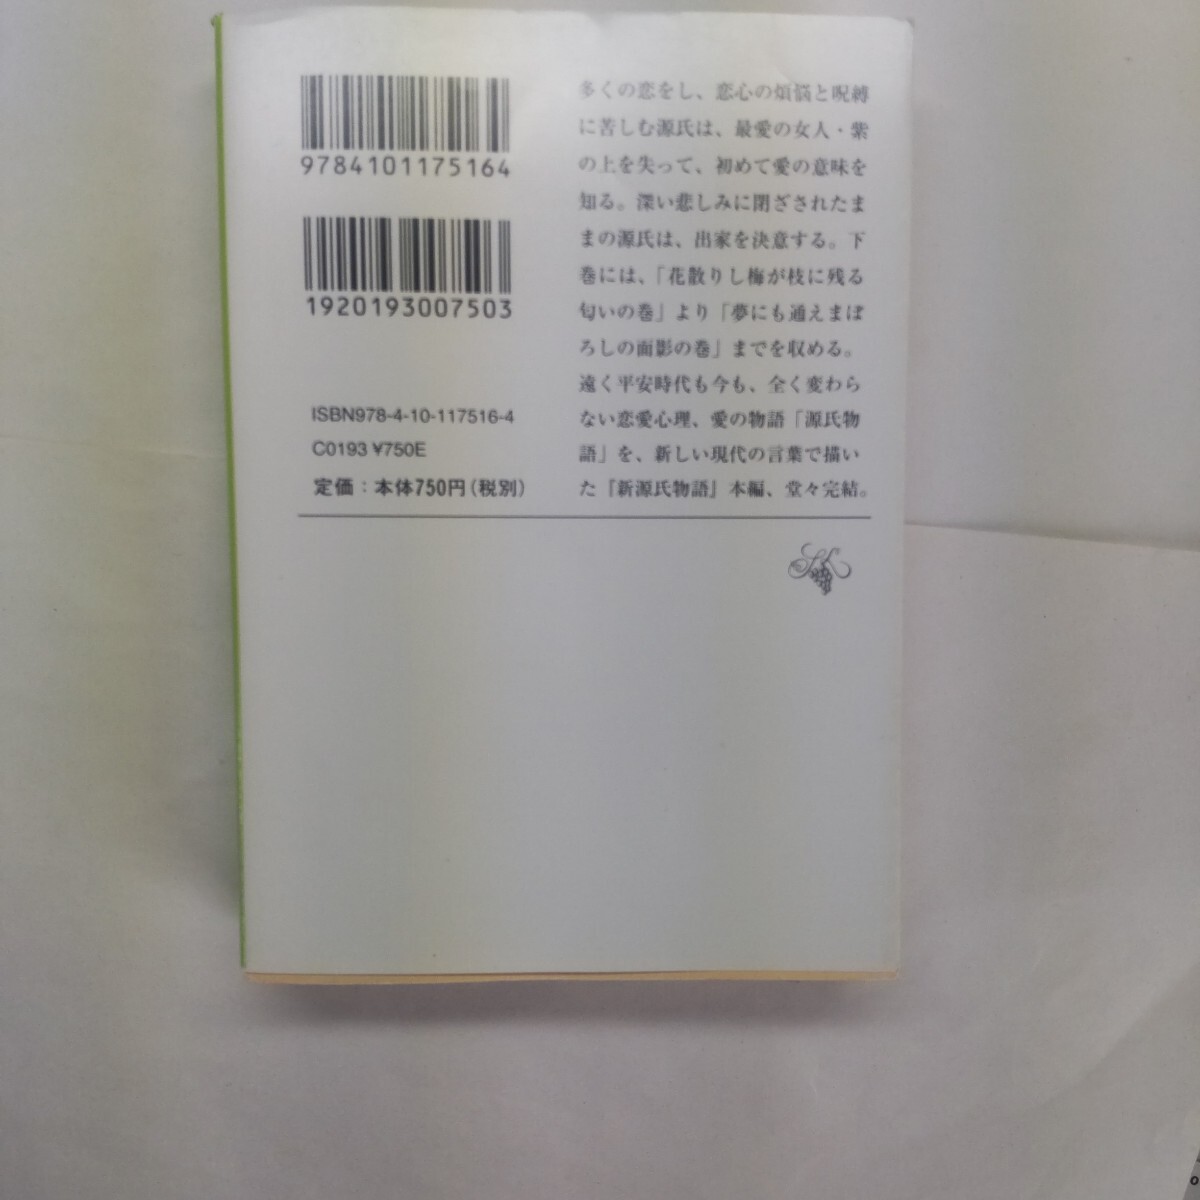 9784101175164
1920193007503
ISBN978-4-10-117516-4
C0193 ¥750E
定価：本体750円（税別）
多くの恋をし、恋心の煩悩と呪縛
に苦しむ源氏は、最愛の女人・紫
の上を失って、初めて愛の意味を
知る。深い悲しみに閉ざされたま
まの源氏は、出家を決意する。下
巻には、「花散りし梅が枝に残る
匂いの巻」より「夢にも通えまぼ
ろしの面影の巻」までを収める。
遠く平安時代も今も、全く変わら
ない恋愛心理、愛の物語「源氏物
語」を、新しい現代の言葉で描い
た『新源氏物語』本編、堂々完結。